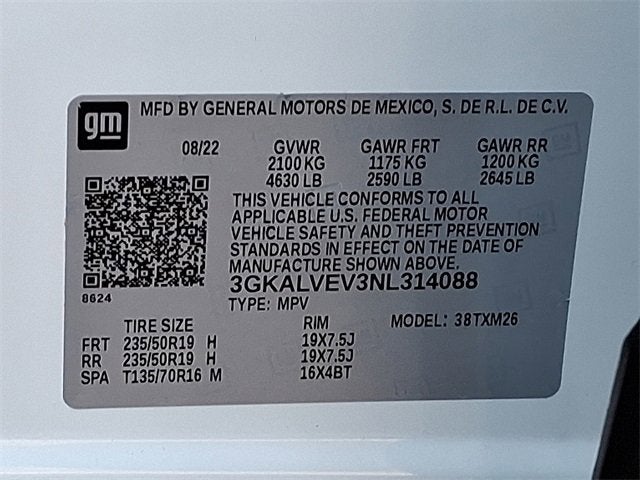 gm MFD BY GENERAL MOTORS DE MEXICO, S. DE R.L. DE C.V.
08/22 GVWR GAWR FRT GAWR RR
2100 KG 1175 KG 1200 KG
4630 LB 2590 LB 2645 LB
THIS VEHICLE CONFORMS TO ALL
APPLICABLE U.S. FEDERAL MOTOR
VEHICLE SAFETY AND THEFT PREVENTION
STANDARDS IN EFFECT ON THE DATE OF
MANUFACTURE SHOWN ABOVE.
8624 3GKALVEV3NL314088
TYPE: MPV
TIRE SIZE RIM MODEL: 38TXM26
FRT 235/50R19 H 19X7.5J
RR 235/50R19 H 19X7.5J
SPA T135/70R16 M 16X4BT